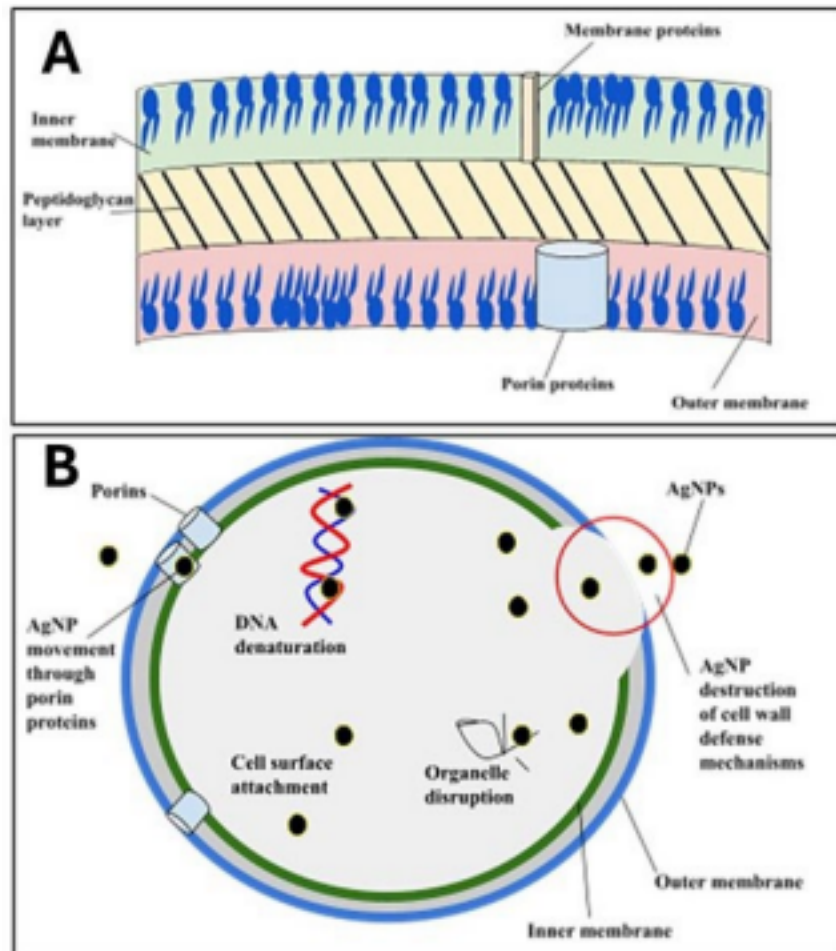 A
Membrane proteins
Inner
membrane
Peptidoglycan
layer
Porin proteins
Outer membrane
B
Porins
AgNPs
AgNP
movement
through
porin
proteins
DNA
denaturation
AgNP
destruction
of cell wall
defense
mechanisms
Cell surface
attachment
Organelle
disruption
Outer membrane
Inner membrane